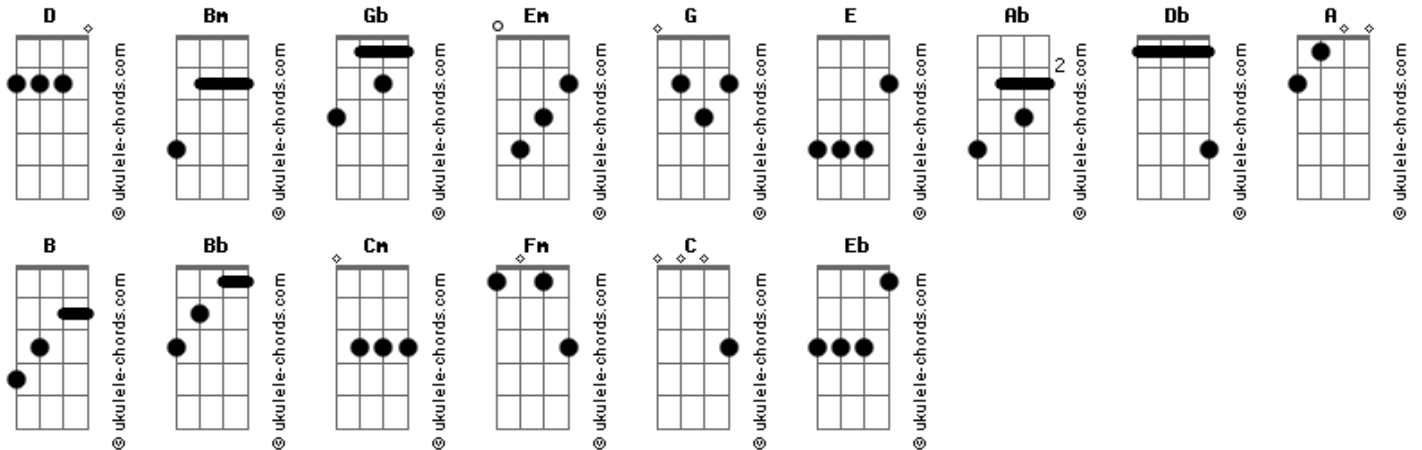 D Bm Gb Em G E Ab Db A
2
© ukulele-chords.com © ukulele-chords.com © ukulele-chords.com © ukulele-chords.com © ukulele-chords.com © ukulele-chords.com © ukulele-chords.com © ukulele-chords.com © ukulele-chords.com
B Bb Cm Fm C Eb
© ukulele-chords.com © ukulele-chords.com © ukulele-chords.com © ukulele-chords.com © ukulele-chords.com © ukulele-chords.com